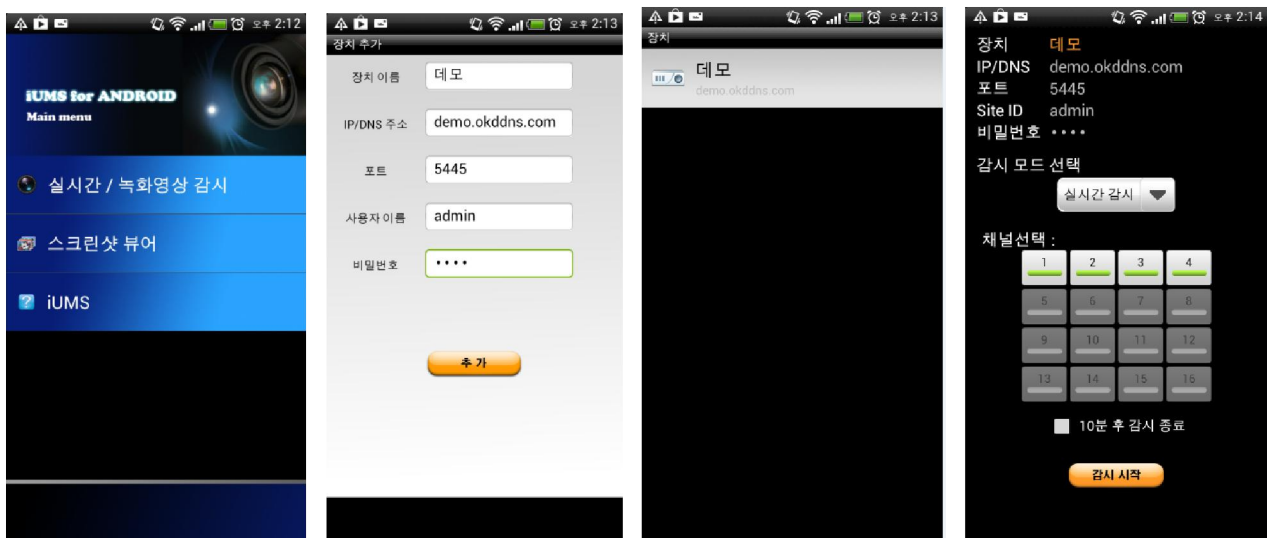 오후 2:12
iUMS for ANDROID
Main menu
실시간 / 녹화영상 감시
스크린샷 뷰어
iUMS
오후 2:13
장치 추가
장치 이름 데모
IP/DNS 주소 demo.okddns.com
포트 5445
사용자 이름 admin
비밀번호 ••••
추 가
오후 2:13
장치
데모
demo.okddns.com
오후 2:14
장치 데모
IP/DNS demo.okddns.com
포트 5445
Site ID admin
비밀번호 ••••
감시 모드 선택
실시간 감시
채널선택 :
1 2 3 4
5 6 7 8
9 10 11 12
13 14 15 16
10분 후 감시 종료
감시 시작